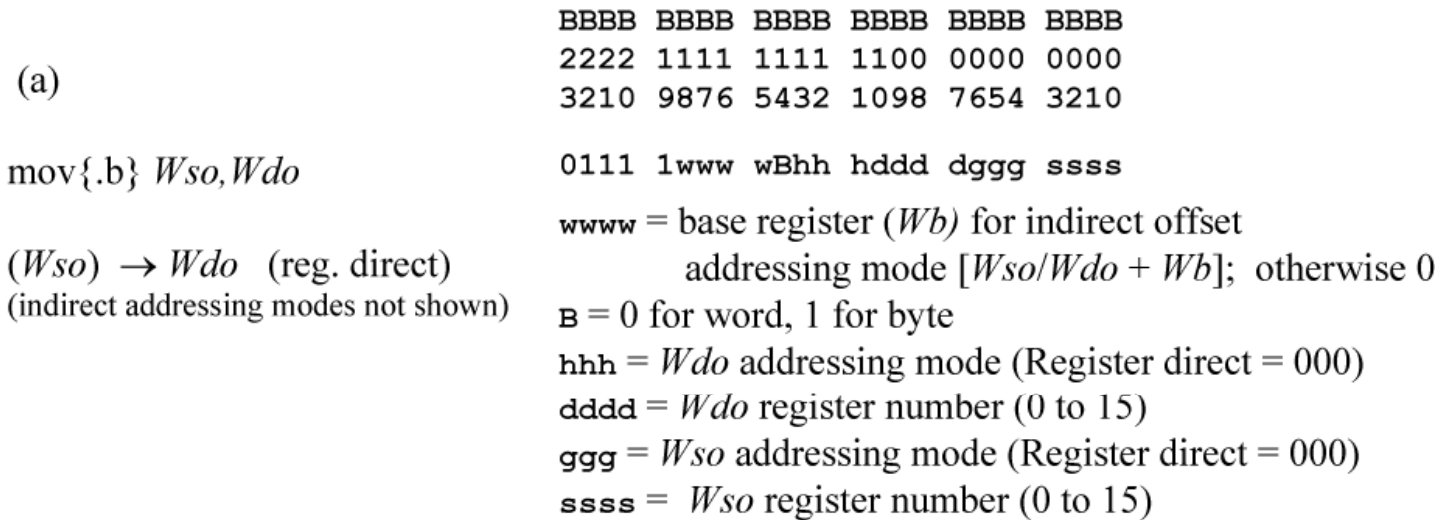 (a)
mov{.b} Wso,Wdo
(Wso) → Wdo (reg. direct)
(indirect addressing modes not shown)
BBBB BBBB BBBB BBBB BBBB BBBB
2222 1111 1111 1100 0000 0000
3210 9876 5432 1098 7654 3210
0111 1www wBhh hddd dggg ssss
wwww = base register (Wb) for indirect offset
addressing mode [Wso/Wdo + Wb]; otherwise 0
B = 0 for word, 1 for byte
hhh = Wdo addressing mode (Register direct = 000)
dddd = Wdo register number (0 to 15)
ggg = Wso addressing mode (Register direct = 000)
ssss = Wso register number (0 to 15)